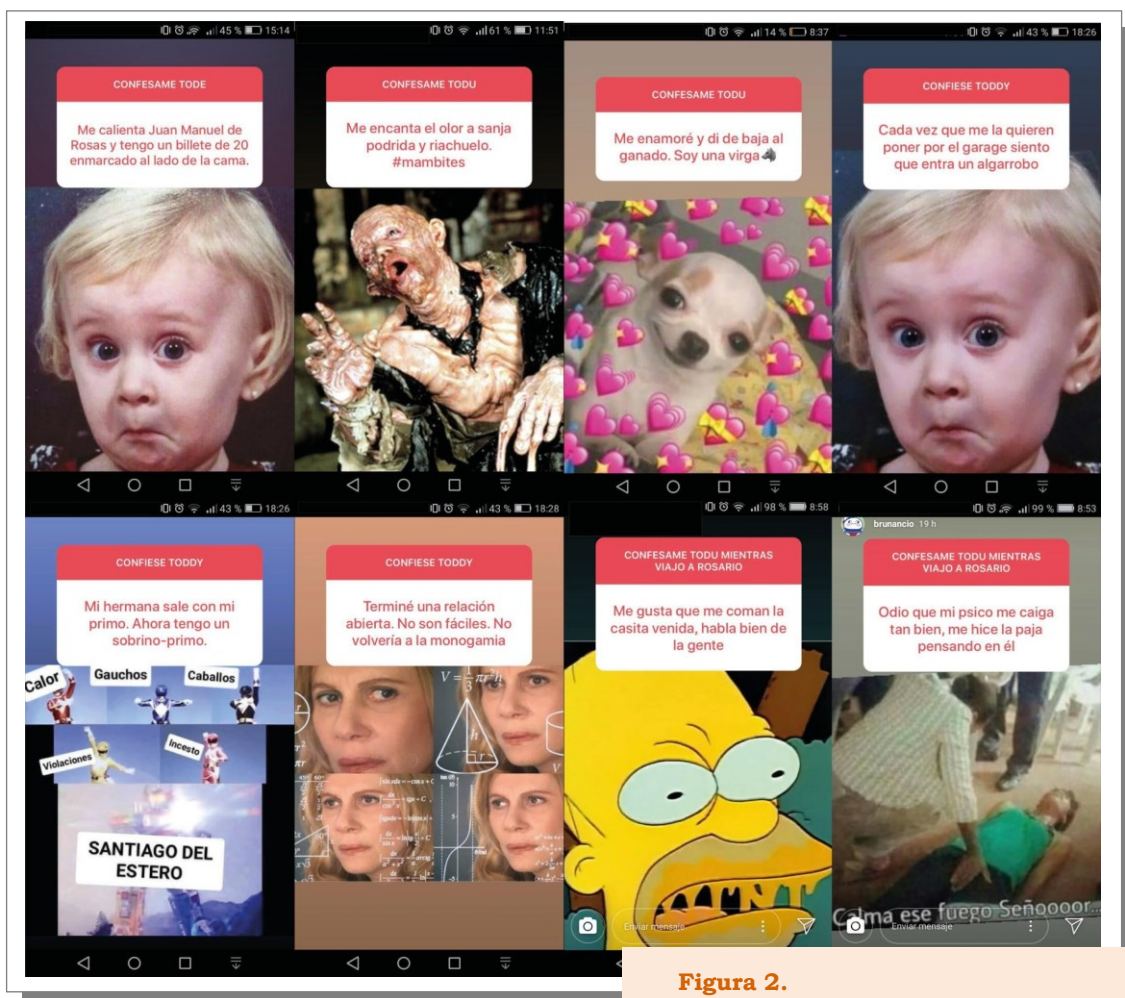 45 % 15:14
CONFESAME TODE
Me calienta Juan Manuel de
Rosas y tengo un billete de 20
enmarcado al lado de la cama.
61 % 11:51
CONFESAME TODU
Me encanta el olor a sanja
podrida y riachuelo.
#mambites
14 % 8:37
CONFESAME TODU
Me enamoré y di de baja al
ganado. Soy una virga
43 % 18:26
CONFIESE TODDY
Cada vez que me la quieren
poner por el garage siento
que entra un algarrobo
43 % 18:26
CONFIESE TODDY
Mi hermana sale con mi
primo. Ahora tengo un
sobrino-primo.
Calor
Gauchos
Caballos
Violaciones
Incesto
SANTIAGO DEL
ESTERO
43 % 18:28
CONFIESE TODDY
Terminé una relación
abierta. No son fáciles. No
volvería a la monogamia
98 % 8:58
CONFESAME TODU MIENTRAS
VIAJO A ROSARIO
Me gusta que me coman la
casita venida, habla bien de
la gente
Enviar mensaje
99 % 8:53
brunancio 19 h
CONFESAME TODU MIENTRAS
VIAJO A ROSARIO
Odio que mi psico me caiga
tan bien, me hice la paja
pensando en él
Calma ese fuego Señoooor...
Enviar mensaje
Figura 2.